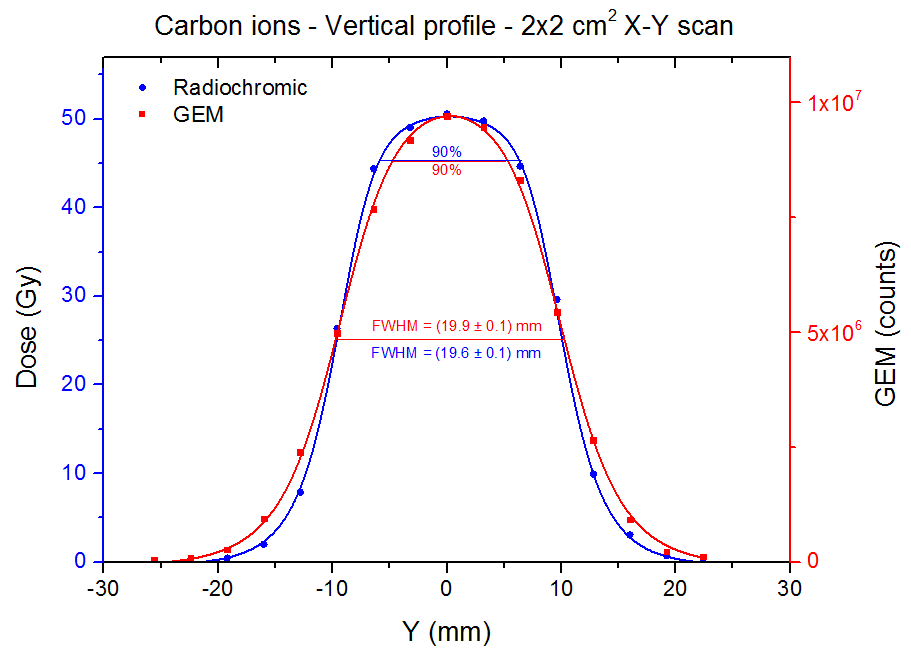 Carbon ions - Vertical profile - 2x2 cm² X-Y scan
Radiochromic
GEM
50
40
30
20
10
0
Dose (Gy)
1x10⁷
5x10⁶
0
GEM (counts)
90%
90%
FWHM = (19.9 ± 0.1) mm
FWHM = (19.6 ± 0.1) mm
-30 -20 -10 0 10 20 30
Y (mm)